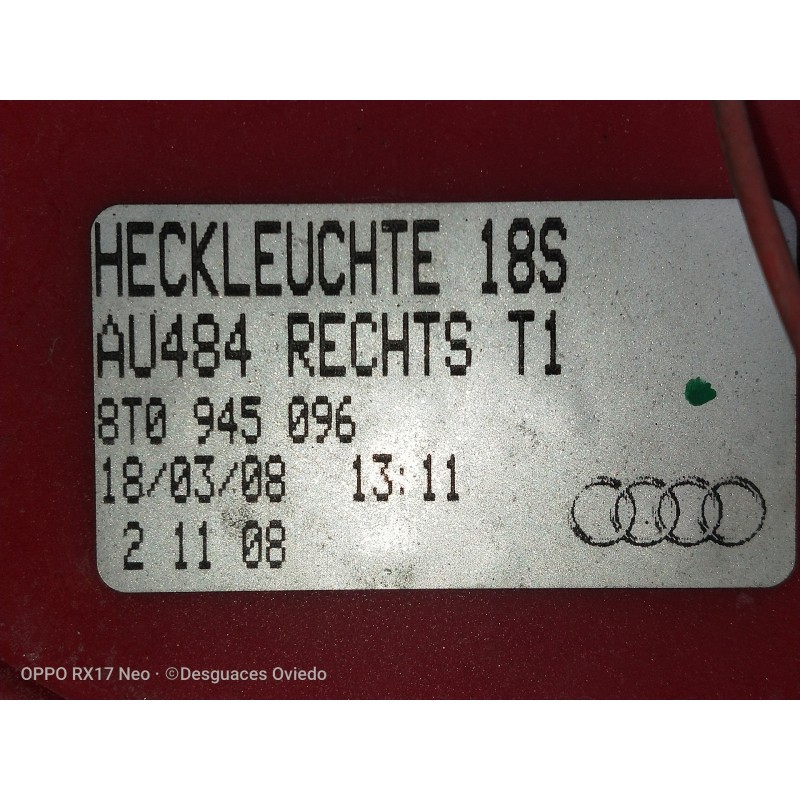 HECKLEUCHTE 18S
AU484 RECHTS T1
8T0 945 096
18/03/08 13:11
2 11 08
OPPO RX17 Neo · ©Desguaces Oviedo